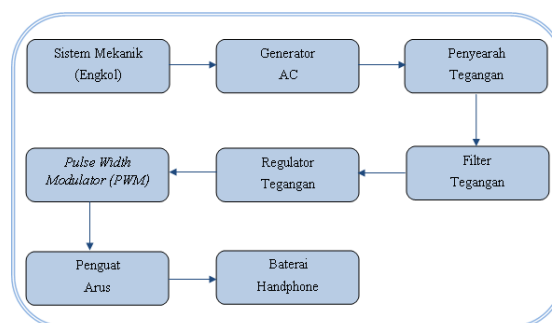 Sistem Mekanik
(Engkol)
Generator
AC
Penyearah
Tegangan
Filter
Tegangan
Regulator
Tegangan
Pulse Width
Modulator (PWM)
Penguat
Arus
Baterai
Handphone